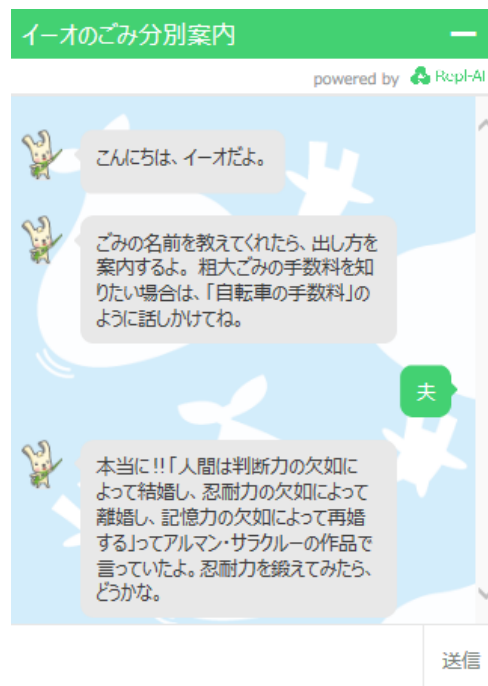 イーオのごみ分別案内
powered by Repl-AI
こんにちは、イーオだよ。
ごみの名前を教えてくれたら、出し方を
案内するよ。 粗大ごみの手数料を知
りたい場合は、「自転車の手数料」の
ように話しかけてね。
夫
本当に!!「人間は判断力の欠如に
よって結婚し、忍耐力の欠如によって
離婚し、記憶力の欠如によって再婚
する」ってアルマン・サラクルーの作品で
言っていたよ。忍耐力を鍛えてみたら、
どうかな。
送信